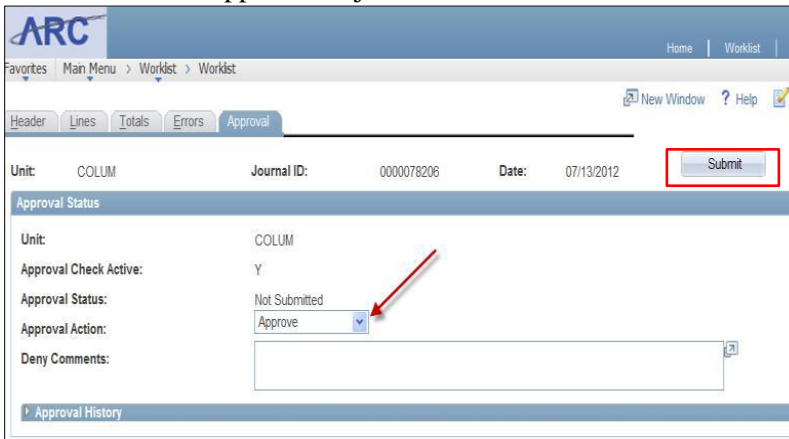 ARC
Home | Worklist |
Favorites Main Menu > Worklist > Worklist
New Window ? Help
Header Lines Totals Errors Approval
Unit: COLUM Journal ID: 0000078206 Date: 07/13/2012 Submit
Approval Status
Unit: COLUM
Approval Check Active: Y
Approval Status: Not Submitted
Approval Action: Approve
Deny Comments:
Approval History